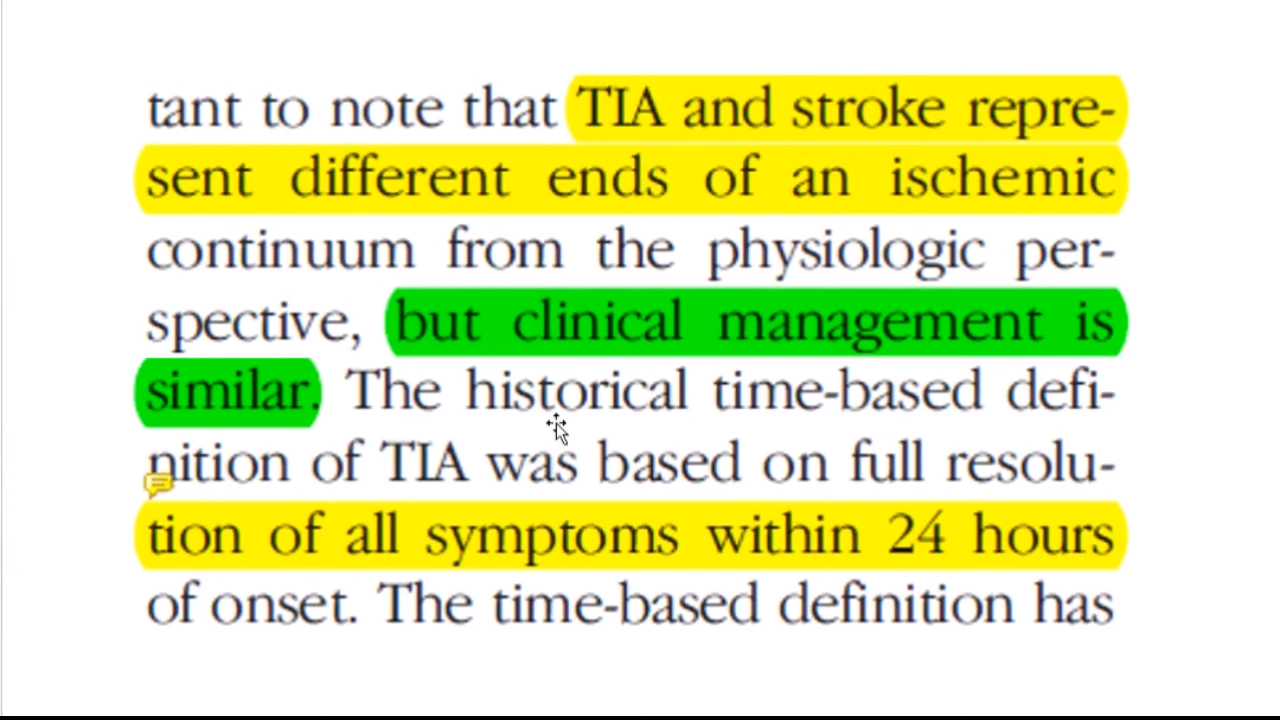 tant to note that TIA and stroke repre-
sent different ends of an ischemic
continuum from the physiologic per-
spective, but clinical management is
similar. The historical time-based defi-
nition of TIA was based on full resolu-
tion of all symptoms within 24 hours
of onset. The time-based definition has